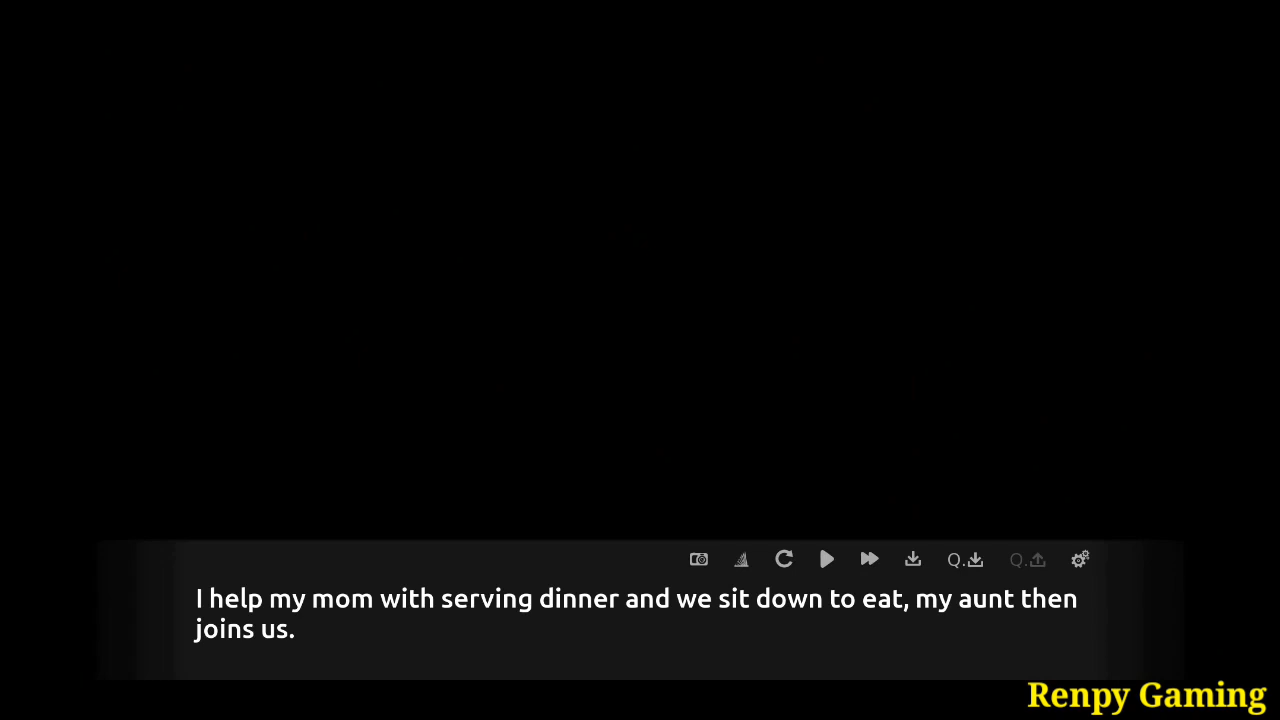 Q. Q.
I help my mom with serving dinner and we sit down to eat, my aunt then
joins us.
Renpy Gaming